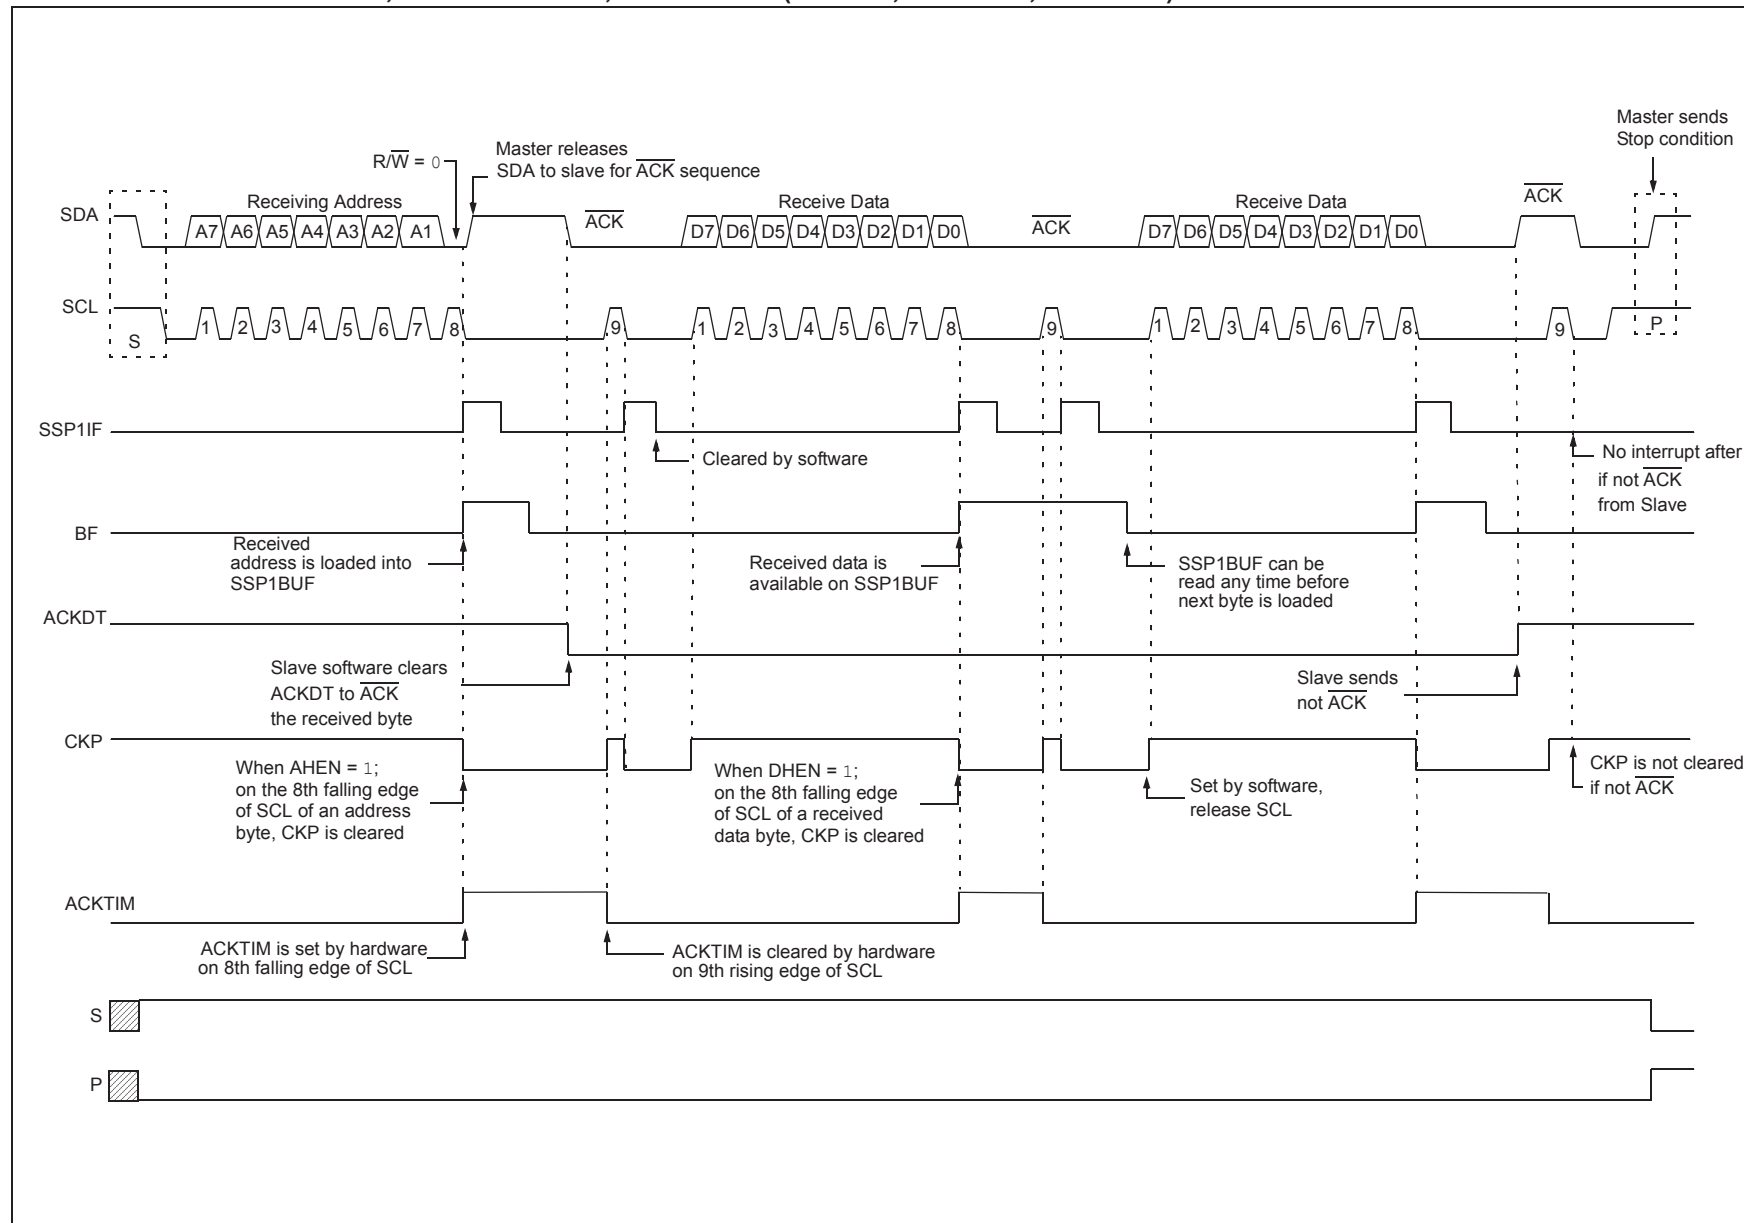 Master sends
Stop condition
Master releases
SDA to slave for ACK sequence
R/W = 0
Receiving Address
ACK
Receive Data
ACK
Receive Data
ACK
SDA
A7 A6 A5 A4 A3 A2 A1
D7 D6 D5 D4 D3 D2 D1 D0
D7 D6 D5 D4 D3 D2 D1 D0
SCL
S
1 2 3 4 5 6 7 8 9
1 2 3 4 5 6 7 8 9
1 2 3 4 5 6 7 8 9
P
SSP1IF
Cleared by software
No interrupt after
if not ACK
from Slave
BF
Received
address is loaded into
SSP1BUF
Received data is
available on SSP1BUF
SSP1BUF can be
read any time before
next byte is loaded
ACKDT
Slave software clears
ACKDT to ACK
the received byte
Slave sends
not ACK
CKP
When AHEN = 1;
on the 8th falling edge
of SCL of an address
byte, CKP is cleared
When DHEN = 1;
on the 8th falling edge
of SCL of a received
data byte, CKP is cleared
Set by software,
release SCL
CKP is not cleared
if not ACK
ACKTIM
ACKTIM is set by hardware
on 8th falling edge of SCL
ACKTIM is cleared by hardware
on 9th rising edge of SCL
S
P